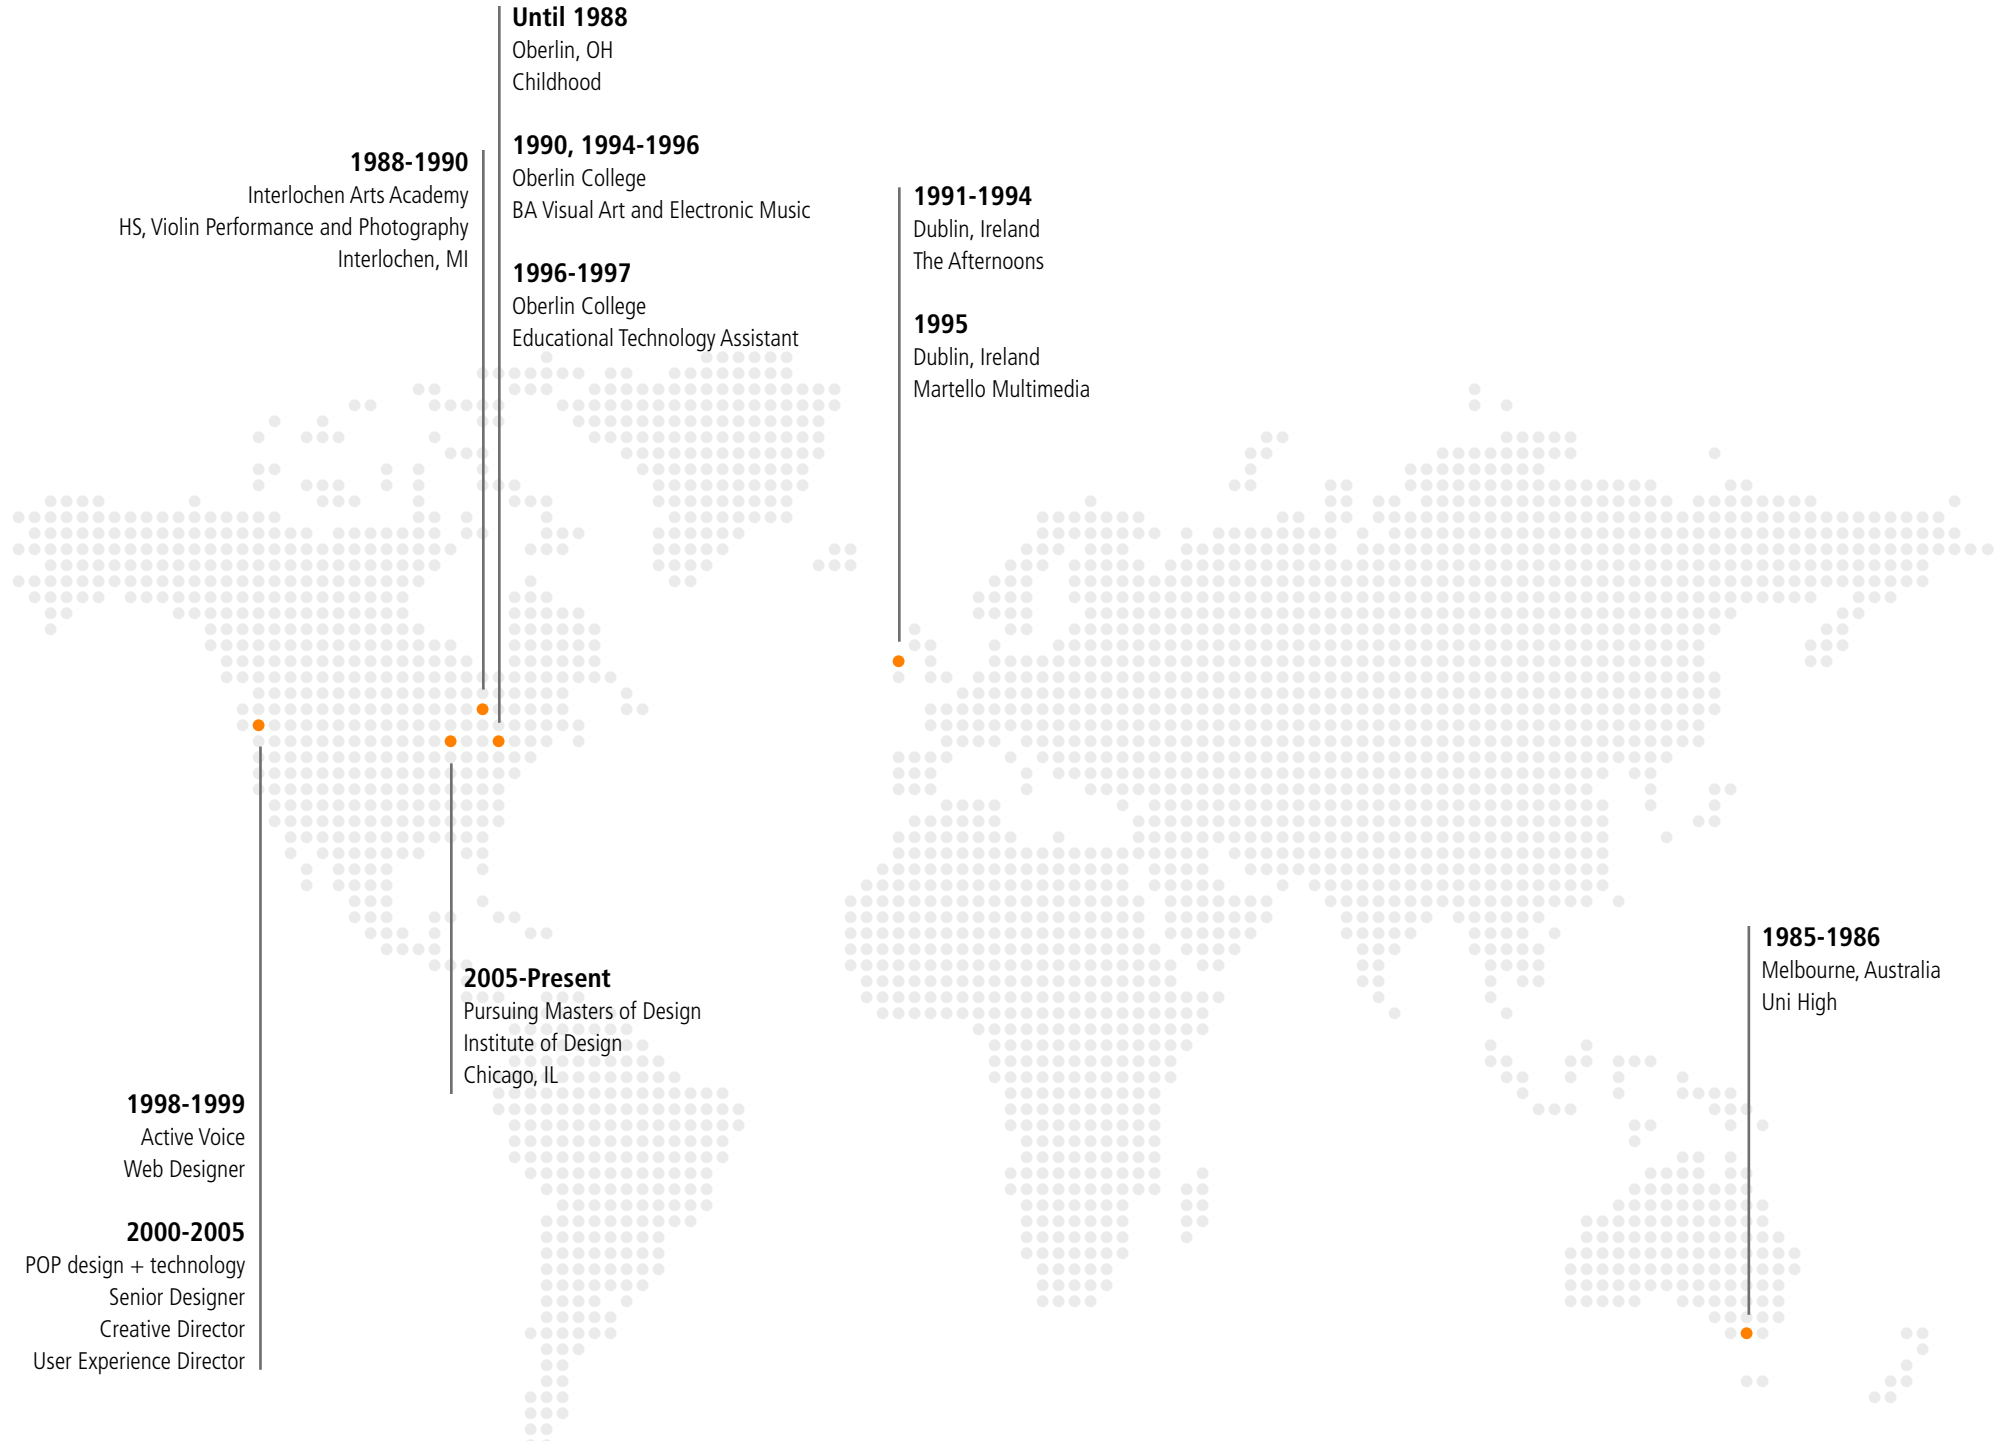 Until 1988
Oberlin, OH
Childhood
1990, 1994-1996
Oberlin College
BA Visual Art and Electronic Music
1996-1997
Oberlin College
Educational Technology Assistant
1988-1990
Interlochen Arts Academy
HS, Violin Performance and Photography
Interlochen, MI
1991-1994
Dublin, Ireland
The Afternoons
1995
Dublin, Ireland
Martello Multimedia
1985-1986
Melbourne, Australia
Uni High
2005-Present
Pursuing Masters of Design
Institute of Design
Chicago, IL
1998-1999
Active Voice
Web Designer
2000-2005
POP design + technology
Senior Designer
Creative Director
User Experience Director